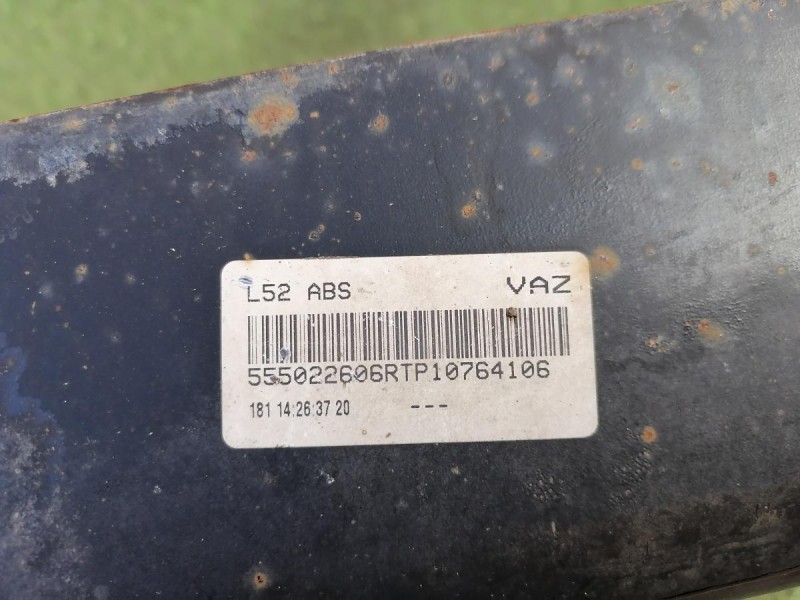 L52 ABS VAZ
555022606RTP10764106
181 14:26:37 20 ---